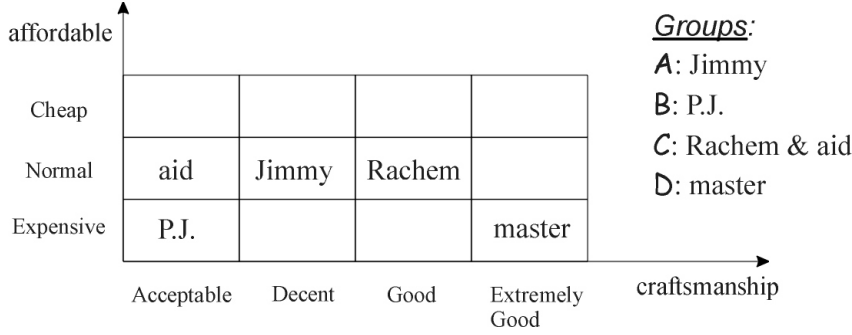 affordable
Groups:
A: Jimmy
B: P.J.
C: Rachem & aid
D: master
Cheap
Normal aid Jimmy Rachem
Expensive P.J. master
Acceptable Decent Good Extremely Good
craftsmanship